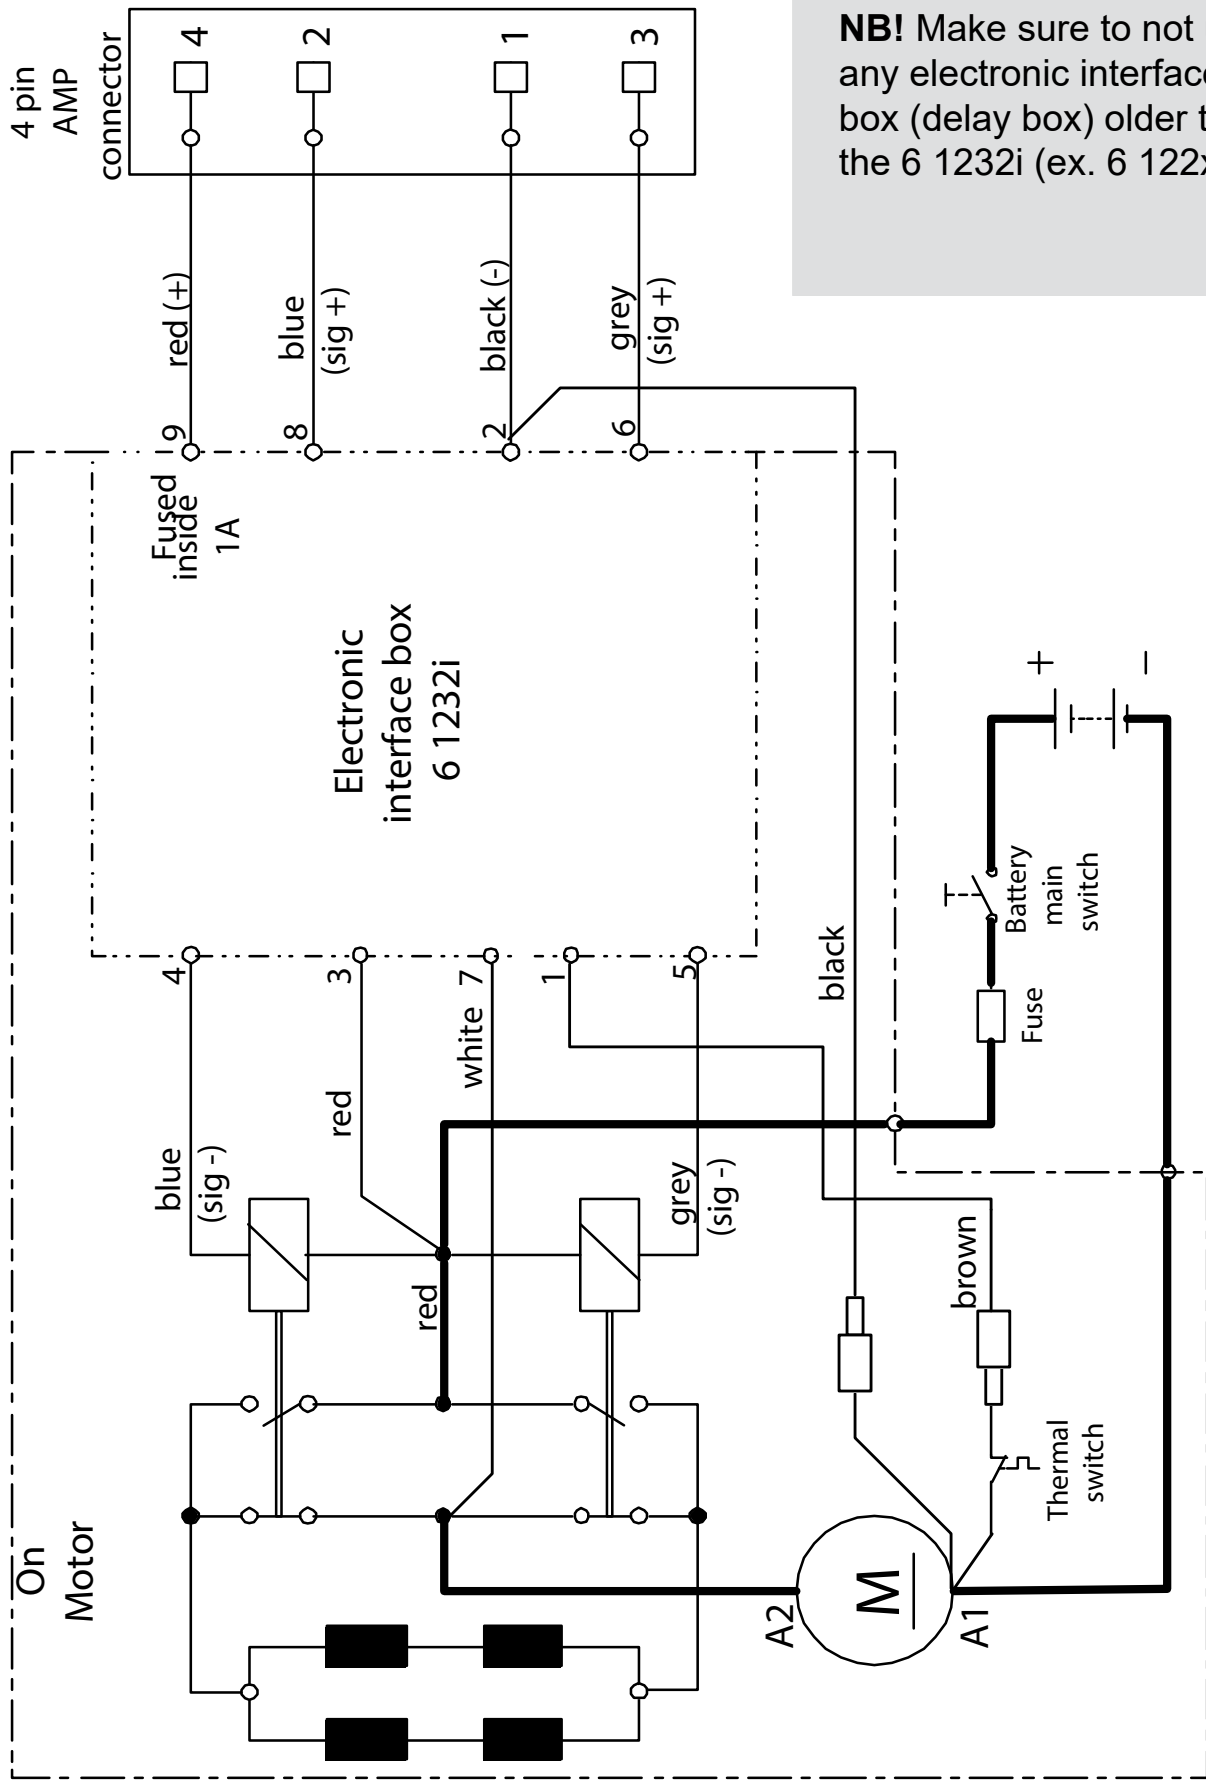 NB! Make sure to not
any electronic interface
box (delay box) older t
the 6 1232i (ex. 6 122x
4 pin
AMP
connector
4
2
1
3
red (+)
blue
(sig +)
black (-)
grey
(sig +)
9
8
2
6
Fused
inside
1A
Electronic
interface box
6 1232i
4
3
7
1
5
blue
(sig -)
red
white
grey
(sig -)
red
black
brown
+
−
Battery
main
switch
Fuse
Thermal
switch
On
Motor
A2
M
A1